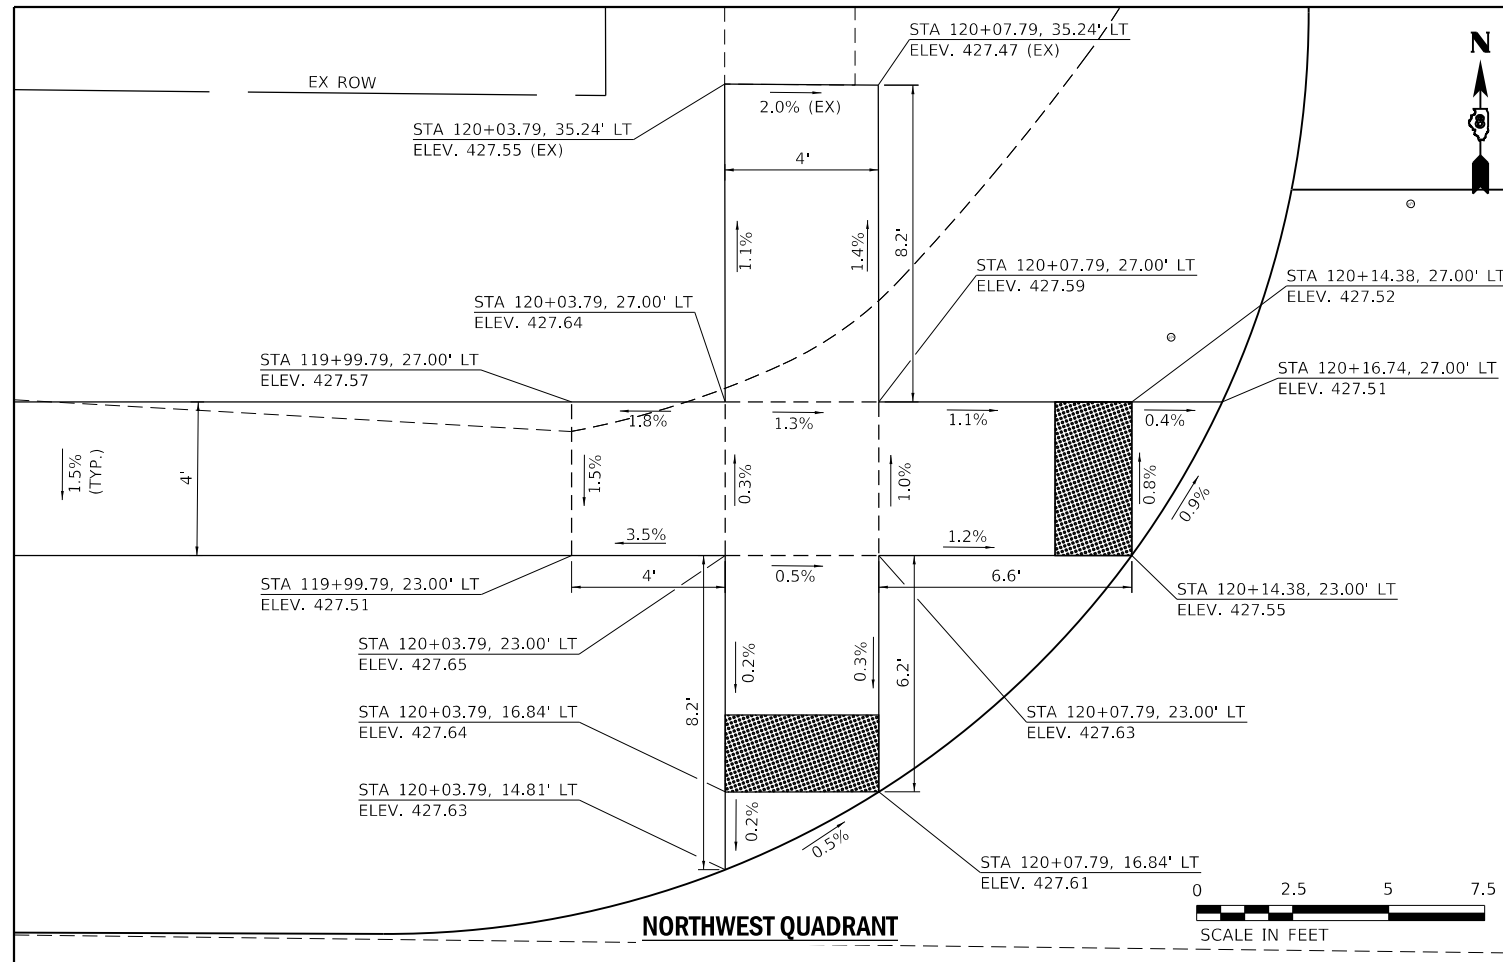 STA 120+07.79, 35.24' LT
ELEV. 427.47 (EX)
N
EX ROW
2.0% (EX)
STA 120+03.79, 35.24' LT
ELEV. 427.55 (EX)
4'
1.1%
1.4%
8.2'
STA 120+07.79, 27.00' LT
ELEV. 427.59
STA 120+14.38, 27.00' LT
ELEV. 427.52
STA 120+03.79, 27.00' LT
ELEV. 427.64
STA 119+99.79, 27.00' LT
ELEV. 427.57
STA 120+16.74, 27.00' LT
ELEV. 427.51
1.8%
1.3%
1.1%
0.4%
1.5%
(TYP.)
4'
1.5%
0.3%
1.0%
0.8%
0.9%
3.5%
1.2%
4'
0.5%
6.6'
STA 119+99.79, 23.00' LT
ELEV. 427.51
STA 120+14.38, 23.00' LT
ELEV. 427.55
STA 120+03.79, 23.00' LT
ELEV. 427.65
0.2%
0.3%
6.2'
8.2'
STA 120+03.79, 16.84' LT
ELEV. 427.64
STA 120+07.79, 23.00' LT
ELEV. 427.63
STA 120+03.79, 14.81' LT
ELEV. 427.63
0.2%
0.5%
STA 120+07.79, 16.84' LT
ELEV. 427.61
0 2.5 5 7.5
SCALE IN FEET
NORTHWEST QUADRANT